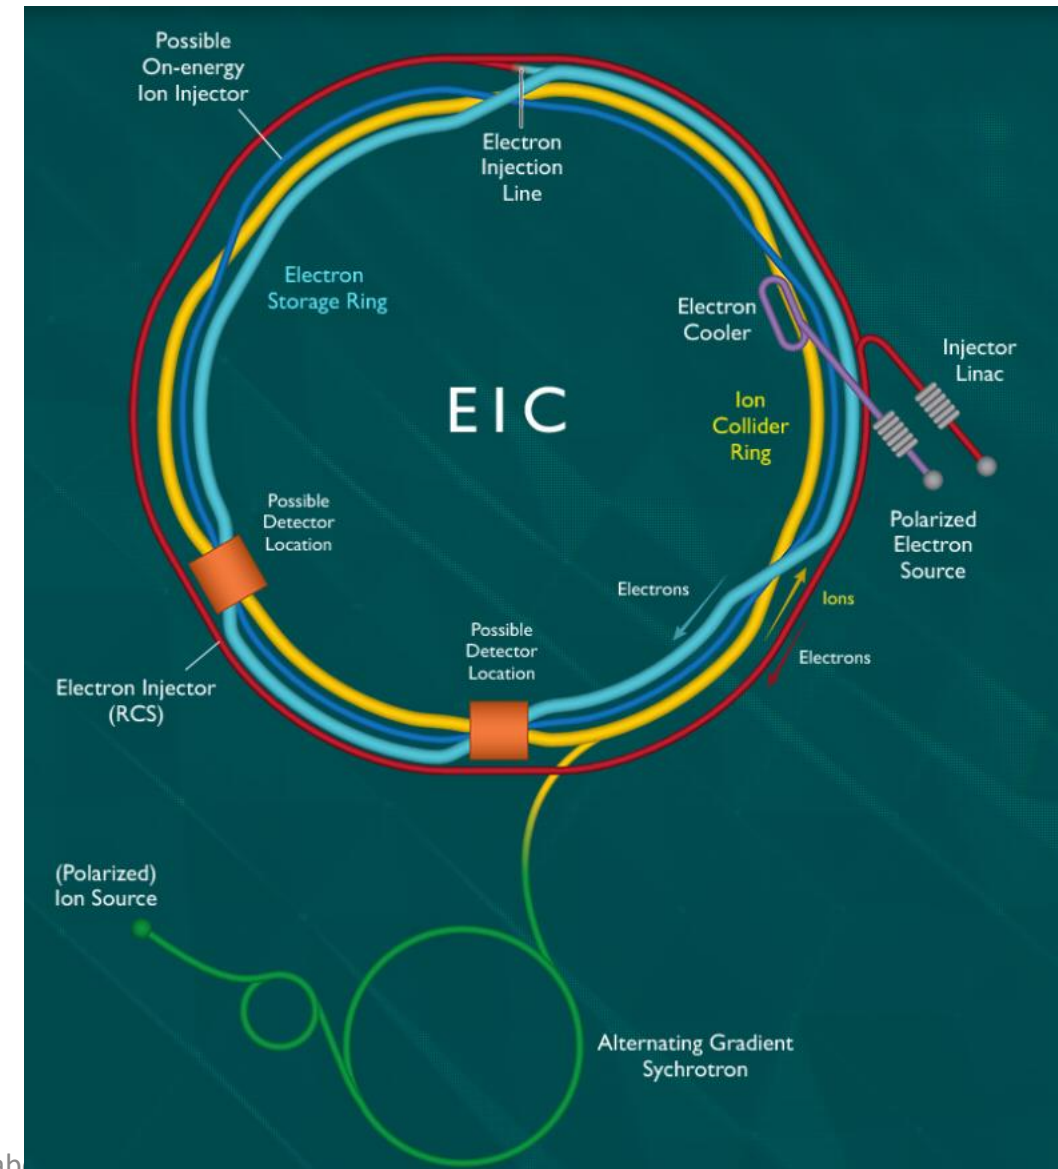 Possible
On-energy
Ion Injector
Electron
Injection
Line
Electron
Storage Ring
Electron
Cooler
Injector
Linac
EIC
Ion
Collider
Ring
Possible
Detector
Location
Polarized
Electron
Source
Electrons
Ions
Possible
Detector
Location
Electrons
Electron Injector
(RCS)
(Polarized)
Ion Source
Alternating Gradient
Sychrotron